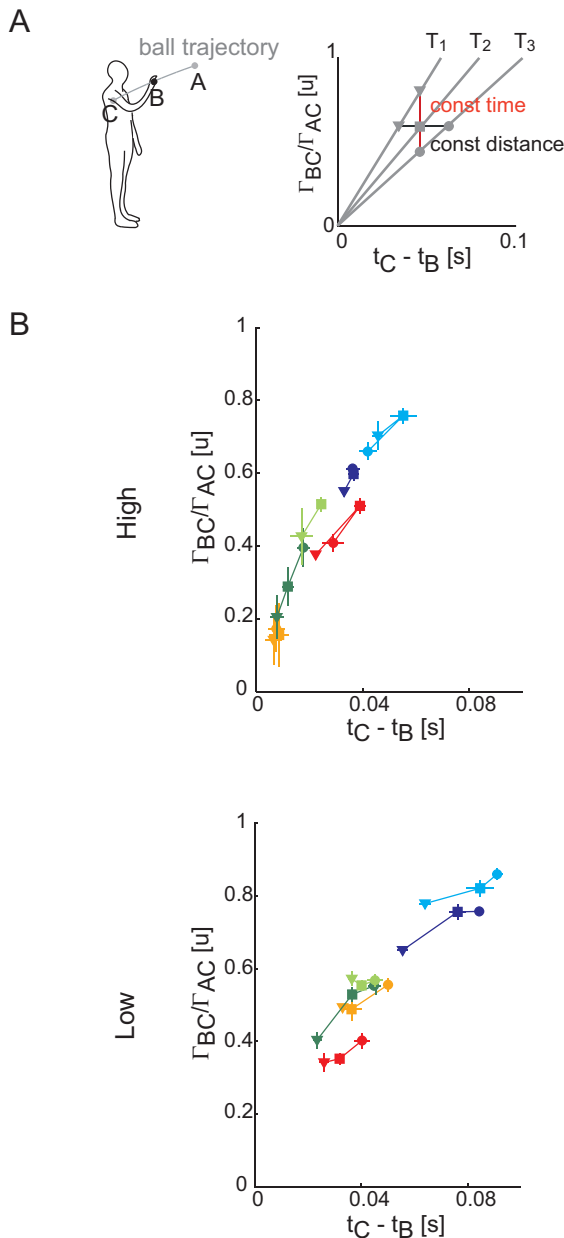 A
ball trajectory
A
B
C
1
T1 T2 T3
const time
const distance
ΓBC/ΓAC [u]
0
0 0.1
tC - tB [s]
B
High
1
0.8
0.6
0.4
0.2
0
ΓBC/ΓAC [u]
0 0.04 0.08
tC - tB [s]
Low
1
0.8
0.6
0.4
0.2
0
ΓBC/ΓAC [u]
0 0.04 0.08
tC - tB [s]